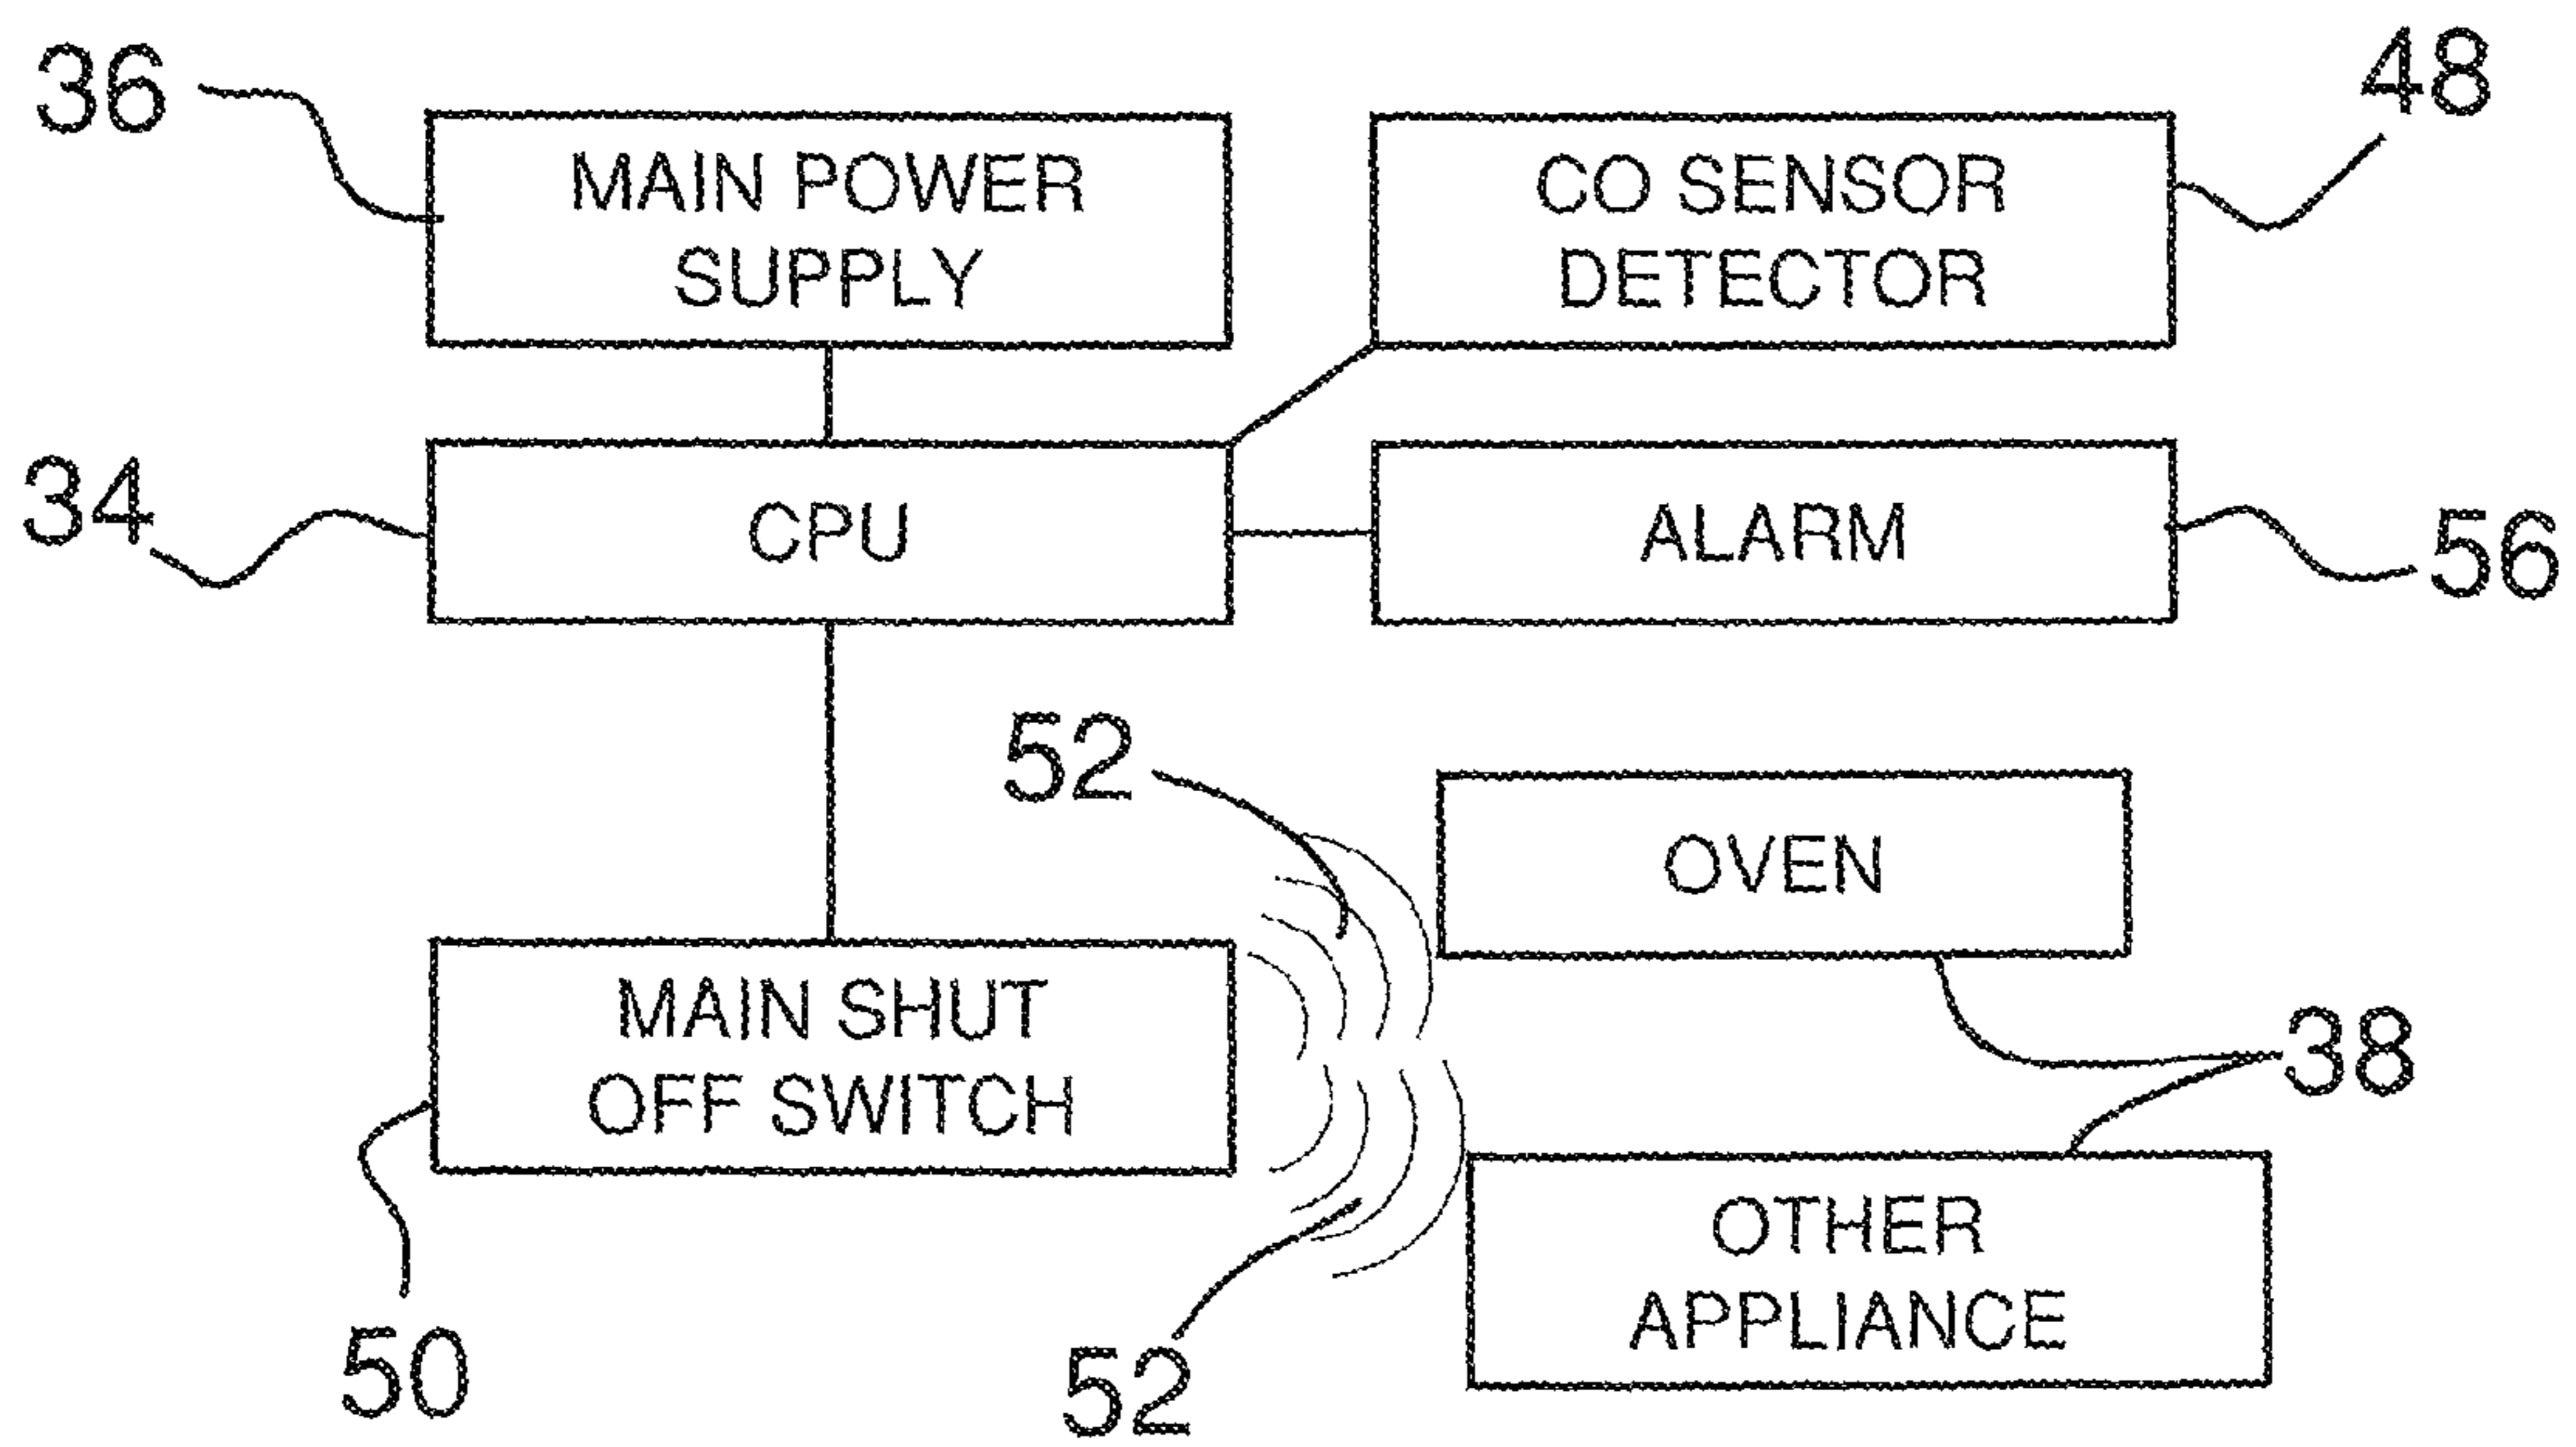 36
MAIN POWER
SUPPLY
CO SENSOR
DETECTOR
48
34
CPU
ALARM
56
52
OVEN
MAIN SHUT
OFF SWITCH
38
50
52
OTHER
APPLIANCE